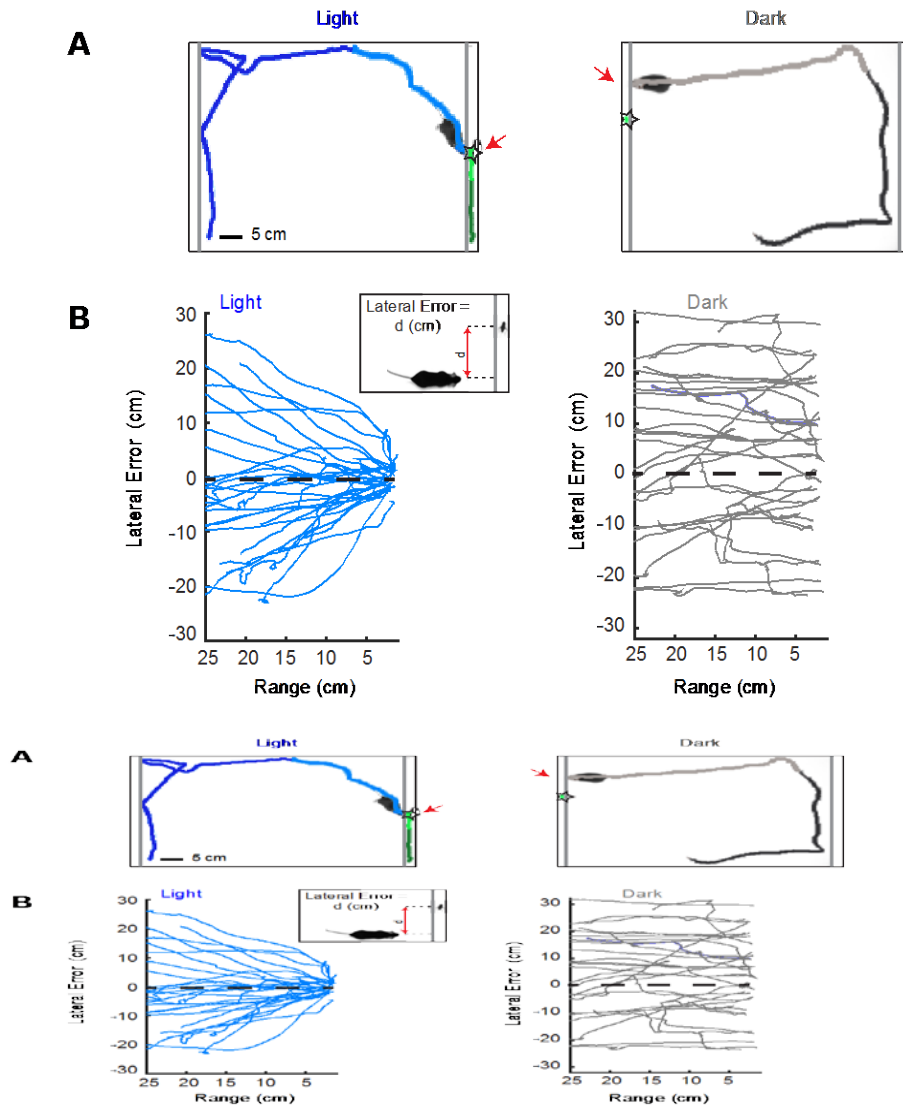 Light Dark
A
5 cm
B
Light Dark
Lateral Error =
d (cm)
d
30
20
10
0
-10
-20
-30
Lateral Error (cm)
25 20 15 10 5
Range (cm)
30
20
10
0
-10
-20
-30
Lateral Error (cm)
25 20 15 10 5
Range (cm)
A
Light Dark
5 cm
B
Light Dark
Lateral Error =
d (cm)
d
30
20
10
0
-10
-20
-30
Lateral Error (cm)
25 20 15 10 5
Range (cm)
30
20
10
0
-10
-20
-30
Lateral Error (cm)
25 20 15 10 5
Range (cm)